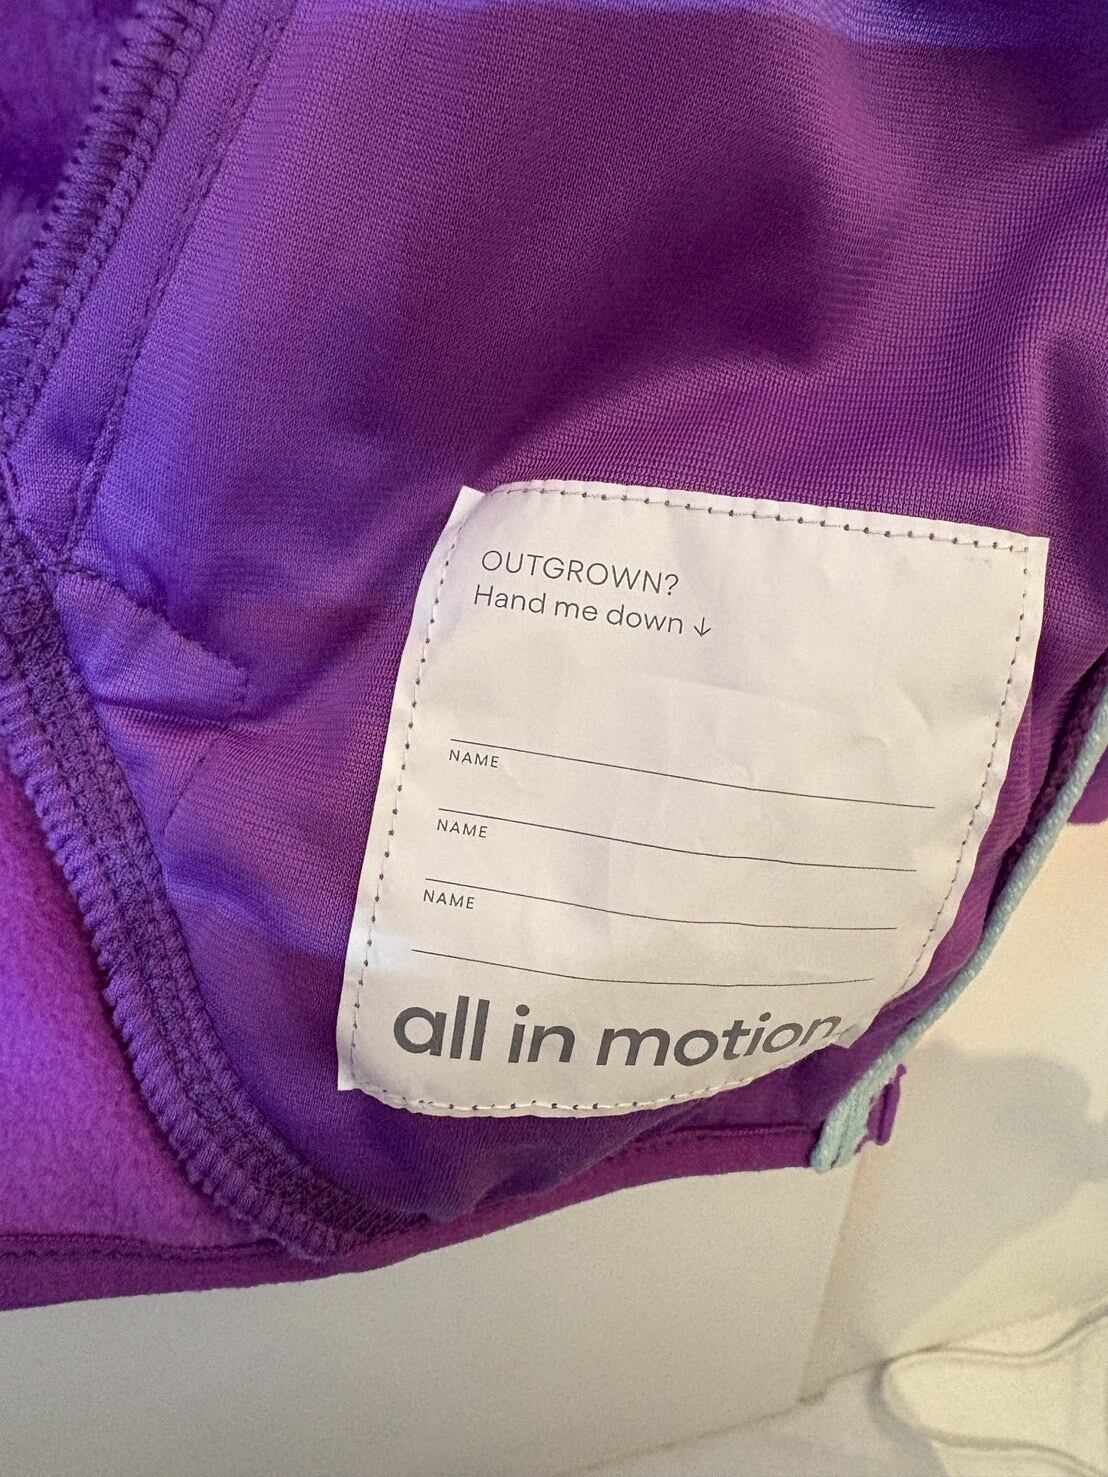 OUTGROWN?
Hand me down ↓
NAME
NAME
NAME
all in motion